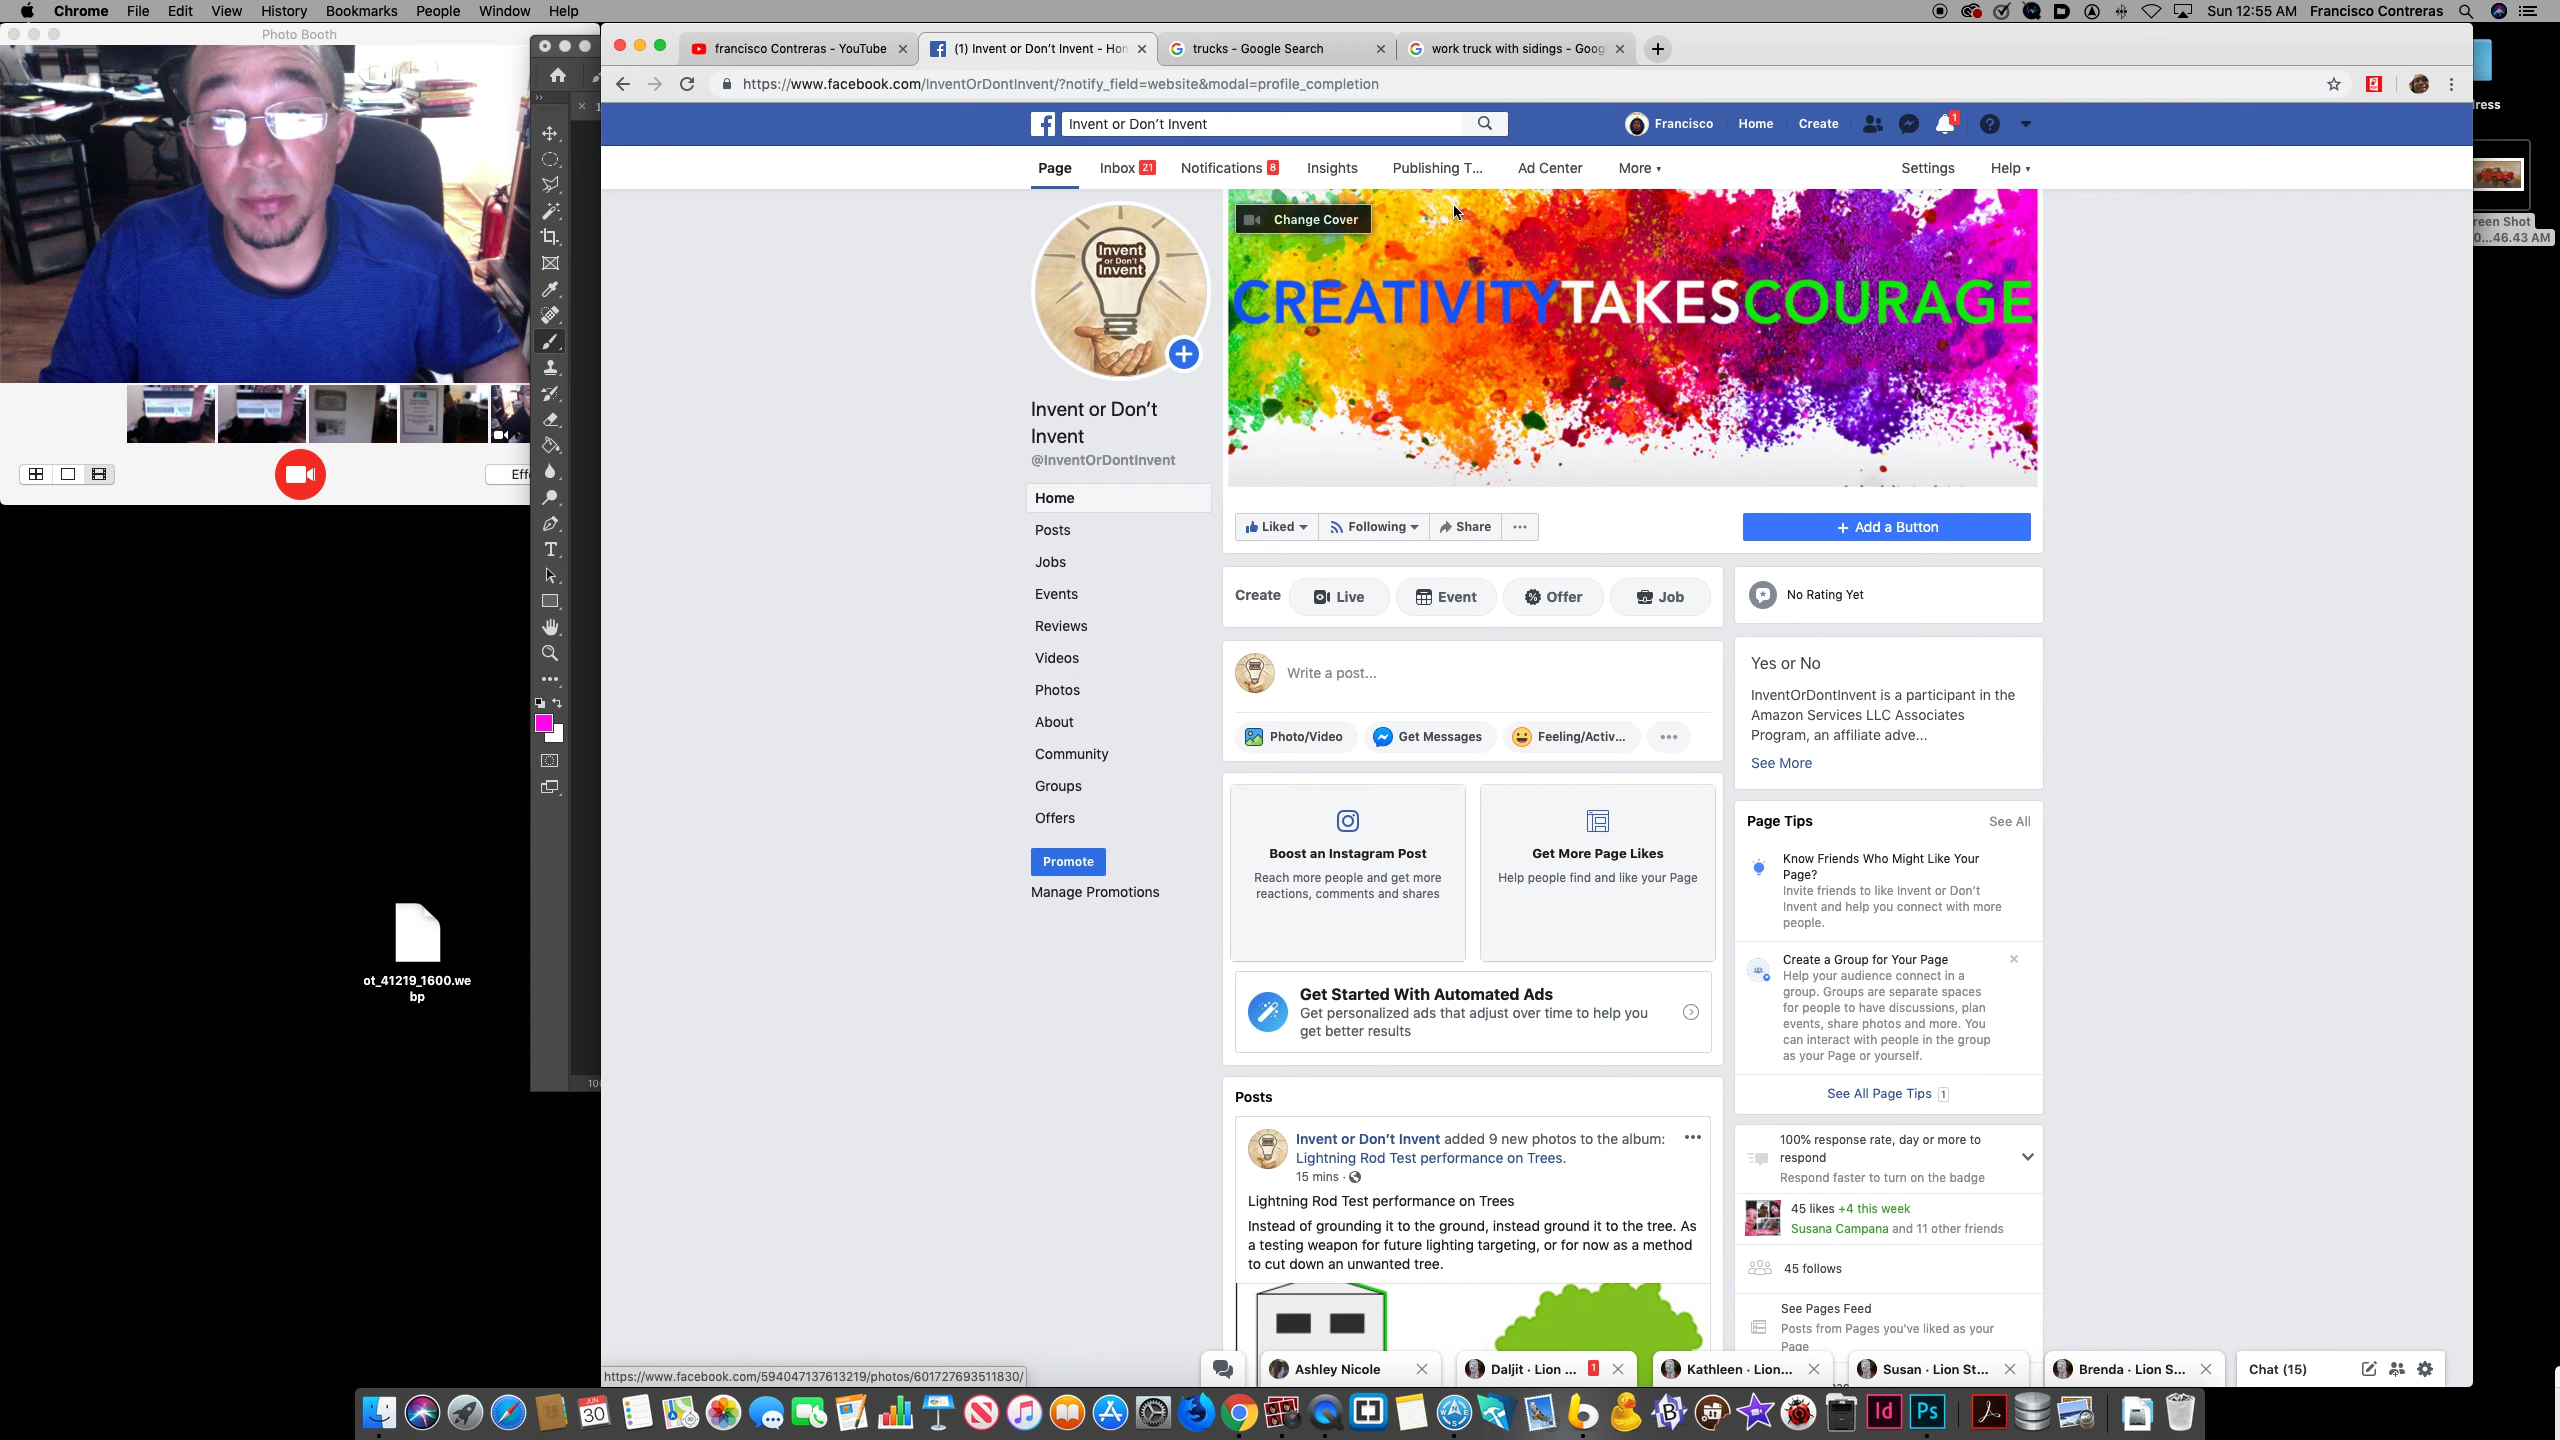 Chrome File Edit View History Bookmarks People Window Help
Sun 12:55 AM Francisco Contreras
Photo Booth
francisco Contreras - YouTube
(1) Invent or Don't Invent - Hom
trucks - Google Search
work truck with sidings - Goog
https://www.facebook.com/InventOrDontInvent/?notify_field=website&modal=profile_completion
Invent or Don't Invent
Francisco Home Create
1
Page Inbox 21 Notifications 8 Insights Publishing T... Ad Center More Settings Help
Change Cover
Invent
or Don't
Invent
CREATIVITYTAKESCOURAGE
Invent or Don't
Invent
@InventOrDontInvent
Home
Posts
Jobs
Events
Reviews
Videos
Photos
About
Community
Groups
Offers
Promote
Manage Promotions
Liked Following Share ...
+ Add a Button
Create Live Event Offer Job
Write a post...
Photo/Video Get Messages Feeling/Activ...
Boost an Instagram Post
Reach more people and get more
reactions, comments and shares
Get More Page Likes
Help people find and like your Page
Get Started With Automated Ads
Get personalized ads that adjust over time to help you
get better results
Posts
Invent or Don't Invent added 9 new photos to the album:
Lightning Rod Test performance on Trees.
15 mins
Lightning Rod Test performance on Trees
Instead of grounding it to the ground, instead ground it to the tree. As
a testing weapon for future lighting targeting, or for now as a method
to cut down an unwanted tree.
No Rating Yet
Yes or No
InventOrDontInvent is a participant in the
Amazon Services LLC Associates
Program, an affiliate adve...
See More
Page Tips See All
Know Friends Who Might Like Your
Page?
Invite friends to like Invent or Don't
Invent and help you connect with more
people.
Create a Group for Your Page
Help your audience connect in a
group. Groups are separate spaces
for people to have discussions, plan
events, share photos and more. You
can interact with people in the group
as your Page or yourself.
See All Page Tips 1
100% response rate, day or more to
respond
Respond faster to turn on the badge
45 likes +4 this week
Susana Campana and 11 other friends
45 follows
See Pages Feed
Posts from Pages you've liked as your
Page
Ashley Nicole
Daljit · Lion ... 1
Kathleen · Lion...
Susan · Lion St...
Brenda · Lion S...
Chat (15)
https://www.facebook.com/594047137613219/photos/601727693511830/
Effe
ot_41219_1600.we
bp
ress
reen Shot
0...46.43 AM
JUN
30
Id
Ps